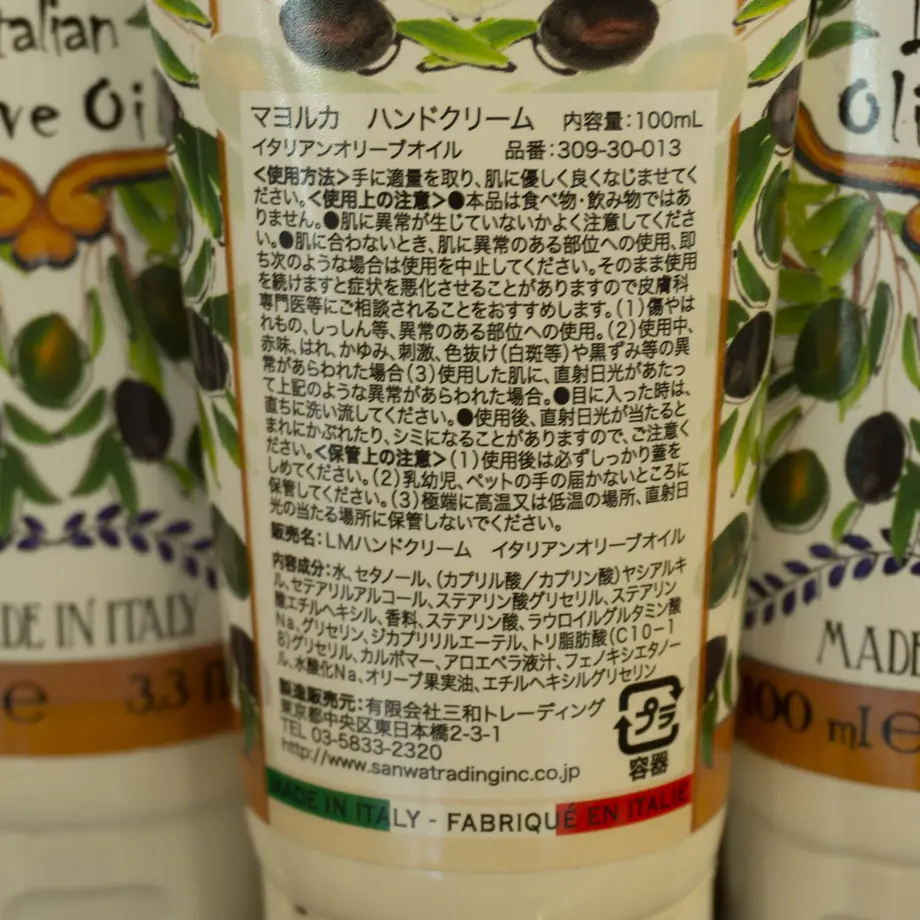 talian
ve Oil
マヨルカ　ハンドクリーム　内容量：100mL
イタリアンオリーブオイル　品番：309-30-013
＜使用方法＞手に適量を取り、肌に優しく良くなじませてく
ださい。＜使用上の注意＞●本品は食べ物・飲み物ではあ
りません。●肌に異常が生じていないかよく注意してくださ
い。●肌に合わないとき、肌に異常のある部位への使用、即
ち次のような場合は使用を中止してください。そのまま使用
を続けますと症状を悪化させることがありますので皮膚科
専門医等にご相談されることをおすすめします。（1）傷やは
れもの、しっしん等、異常のある部位への使用。（2）使用中、
赤味、はれ、かゆみ、刺激、色抜け（白斑等）や黒ずみ等の異
常があらわれた場合（3）使用した肌に、直射日光があたっ
て上記のような異常があらわれた場合。●目に入った時は、
直ちに洗い流してください。●使用後、直射日光が当たると
まれにかぶれたり、シミになることがありますので、ご注意く
ださい。＜保管上の注意＞（1）使用後は必ずしっかり蓋を
しめてください。（2）乳幼児、ペットの手の届かないところに
保管してください。（3）極端に高温又は低温の場所、直射日
光の当たる場所に保管しないでください。
販売名：LMハンドクリーム　イタリアンオリーブオイル
内容成分：水、セタノール、（カプリル酸／カプリン酸）ヤシアルキ
ル、セテアリルアルコール、ステアリン酸グリセリル、ステアリン
酸エチルヘキシル、香料、ステアリン酸、ラウロイルグルタミン酸
Na、グリセリン、ジカプリリルエーテル、トリ脂肪酸（C10－1
8）グリセリル、カルボマー、アロエベラ液汁、フェノキシエタノー
ル、水酸化Na、オリーブ果実油、エチルヘキシルグリセリン
製造販売元：有限会社三和トレーディング
東京都中央区東日本橋2-3-1
TEL 03-5833-2320
http://www.sanwatradinginc.co.jp
プラ
容器
MADE IN ITALY - FABRIQUÉ EN ITALIE
DE IN ITALY
e 3.3 fl
Ol
MADE
100 ml e